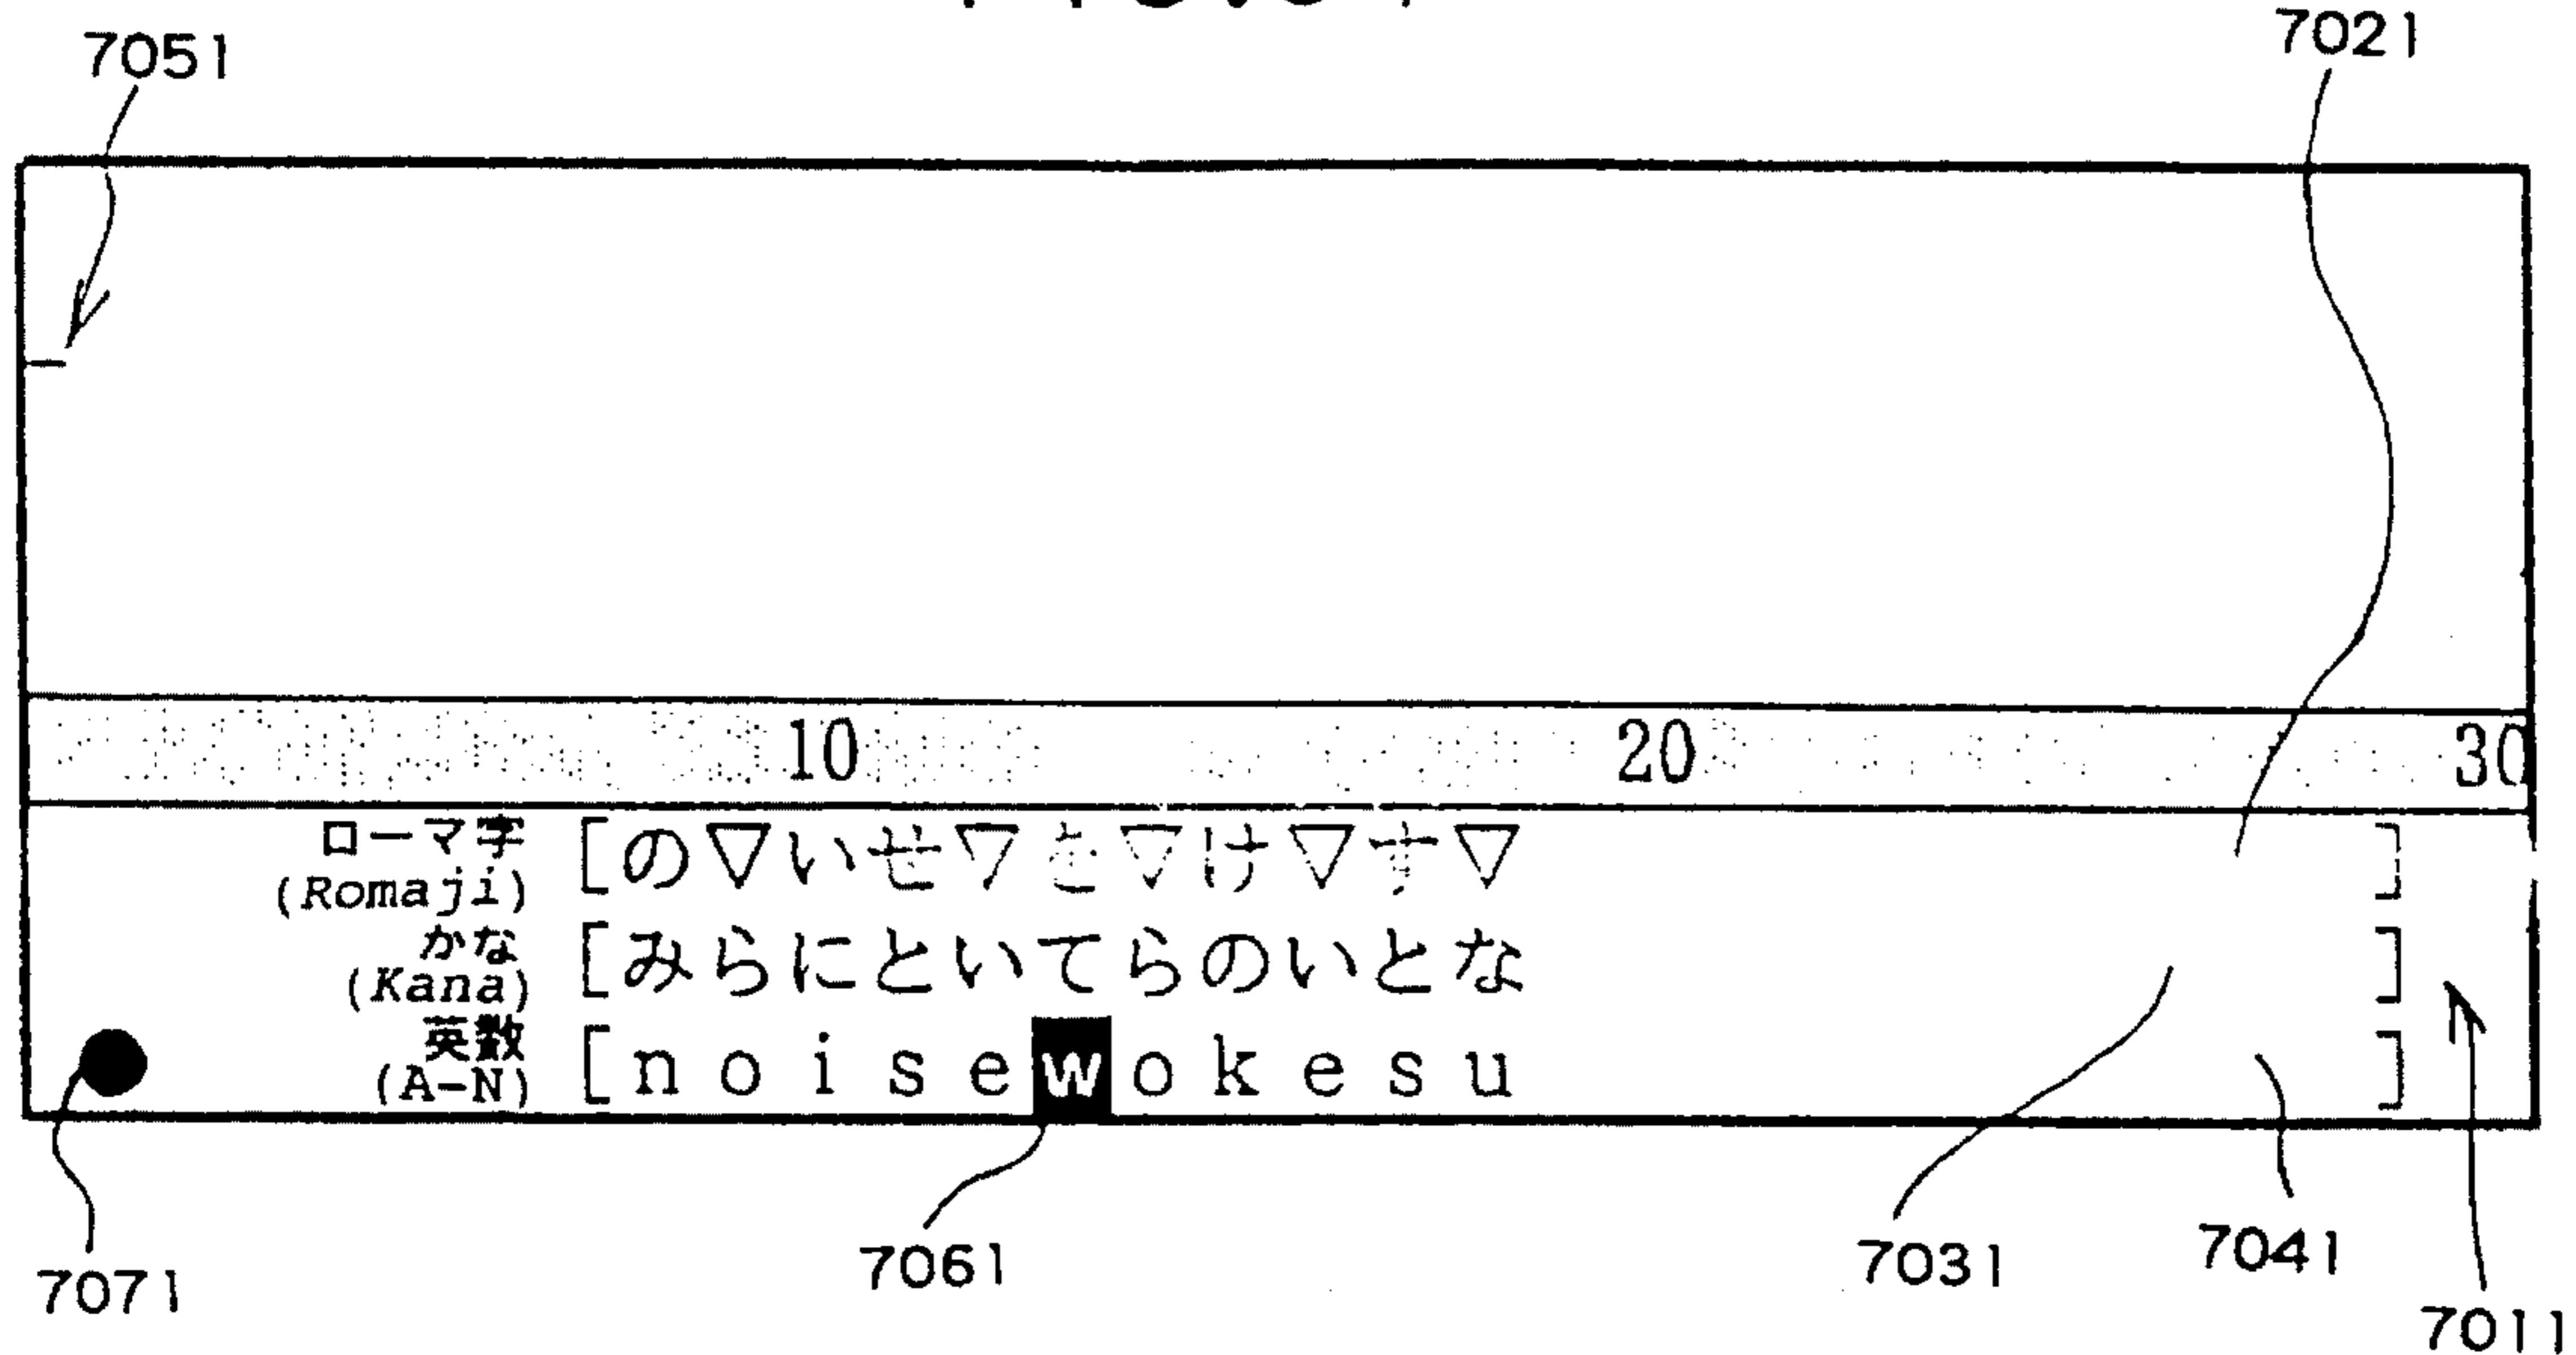 7051
7021
10 20 30
ローマ字 [の▽いせ▽を▽け▽す▽ ]
(Romaji)
かな [みらにといてらのいとな ]
(Kana)
英数 [noisewokesu ]
(A-N)
7071
7061
7031
7041
7011